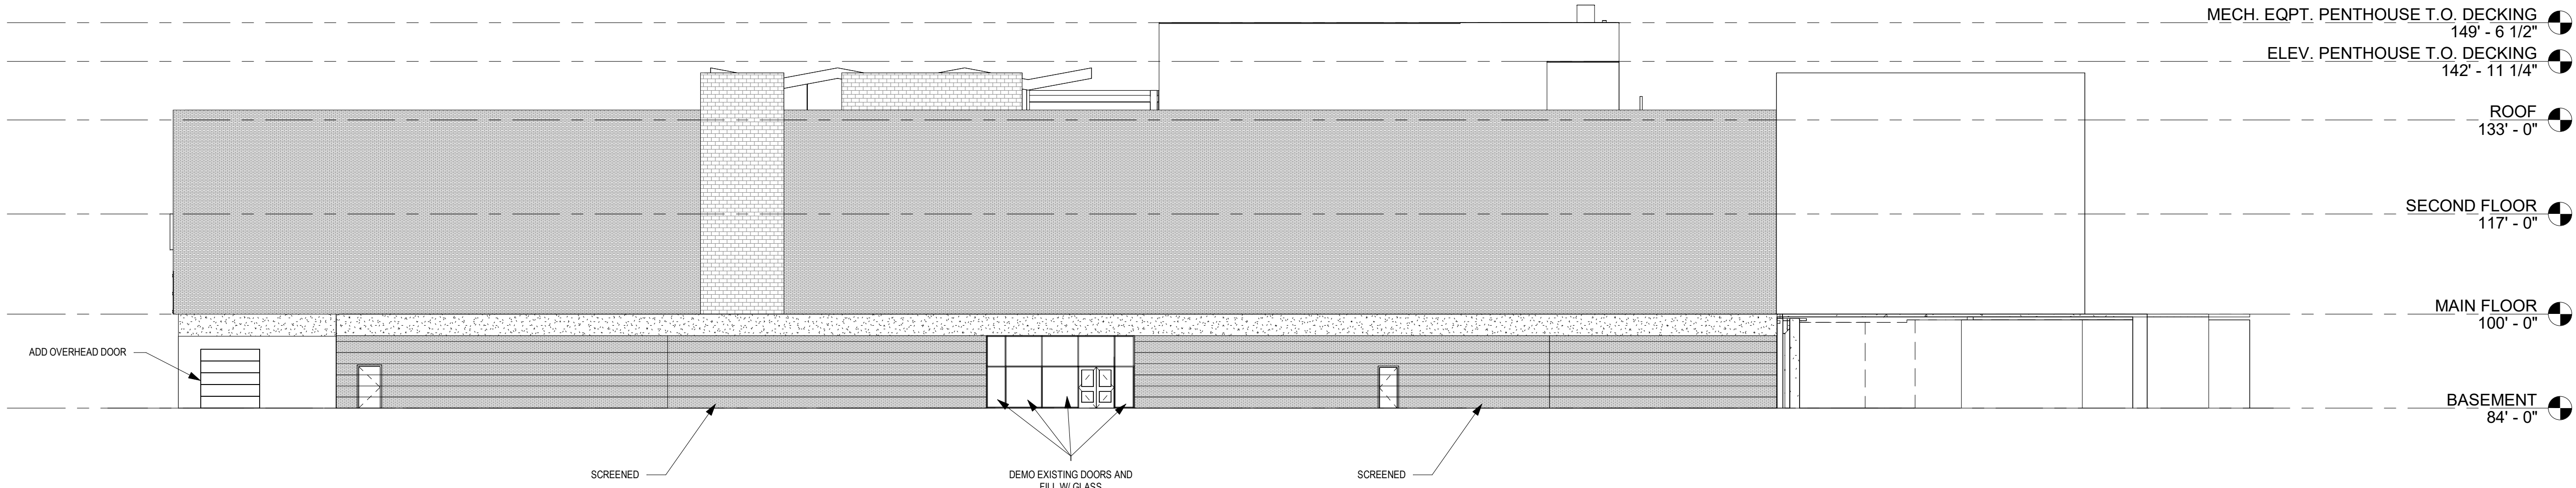 MECH. EQPT. PENTHOUSE T.O. DECKING
149' - 6 1/2"
ELEV. PENTHOUSE T.O. DECKING
142' - 11 1/4"
ROOF
133' - 0"
SECOND FLOOR
117' - 0"
MAIN FLOOR
100' - 0"
ADD OVERHEAD DOOR
BASEMENT
84' - 0"
SCREENED
DEMO EXISTING DOORS AND
FILL W/ GLASS
SCREENED